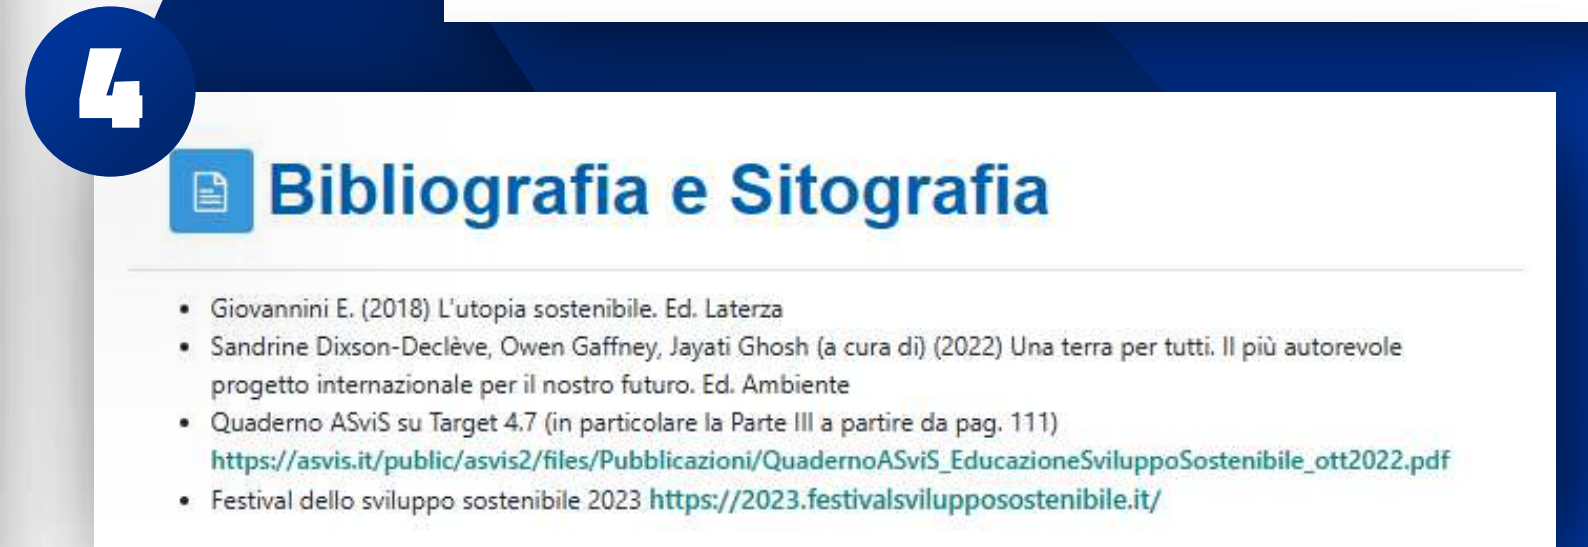 4
Bibliografia e Sitografia
• Giovannini E. (2018) L'utopia sostenibile. Ed. Laterza
• Sandrine Dixson-Declève, Owen Gaffney, Jayati Ghosh (a cura di) (2022) Una terra per tutti. Il più autorevole
progetto internazionale per il nostro futuro. Ed. Ambiente
• Quaderno ASviS su Target 4.7 (in particolare la Parte III a partire da pag. 111)
https://asvis.it/public/asvis2/files/Pubblicazioni/QuadernoASviS_EducazioneSviluppoSostenibile_ott2022.pdf
• Festival dello sviluppo sostenibile 2023 https://2023.festivalsvilupposostenibile.it/